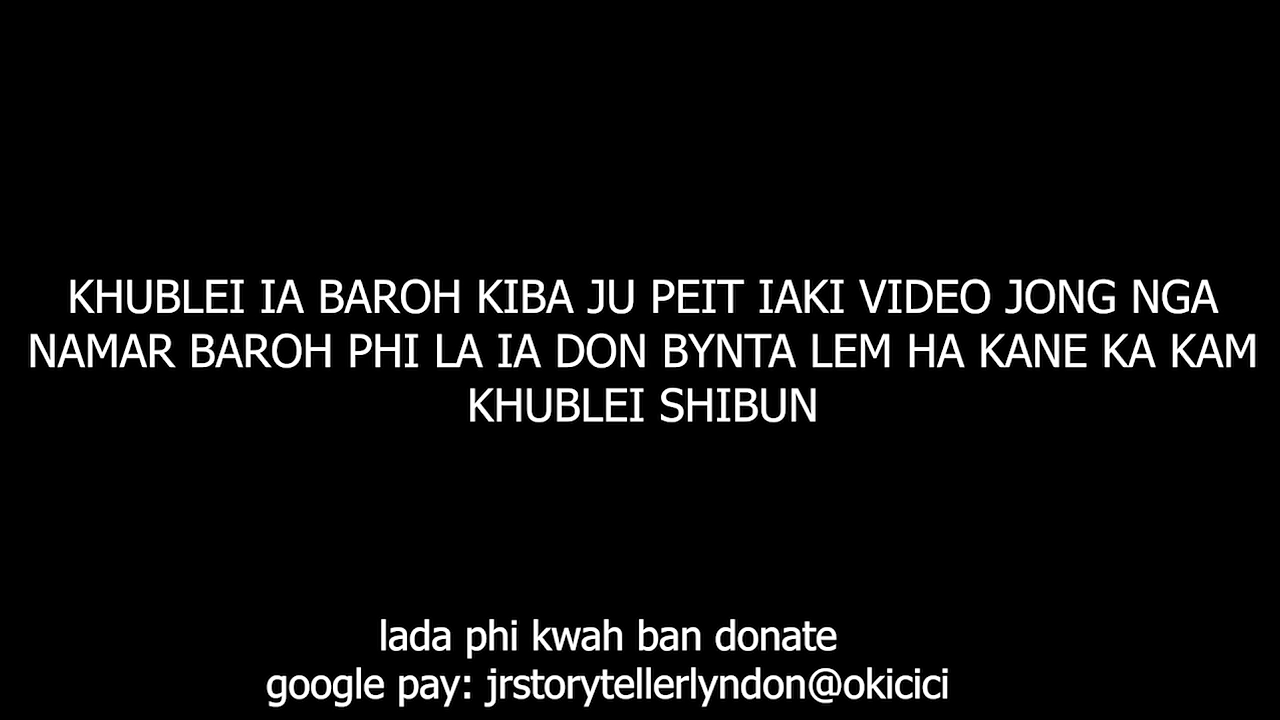 KHUBLEI IA BAROH KIBA JU PEIT IAKI VIDEO JONG NGA
NAMAR BAROH PHI LA IA DON BYNTA LEM HA KANE KA KAM
KHUBLEI SHIBUN
lada phi kwah ban donate
google pay: jrstorytellerlyndon@okicici